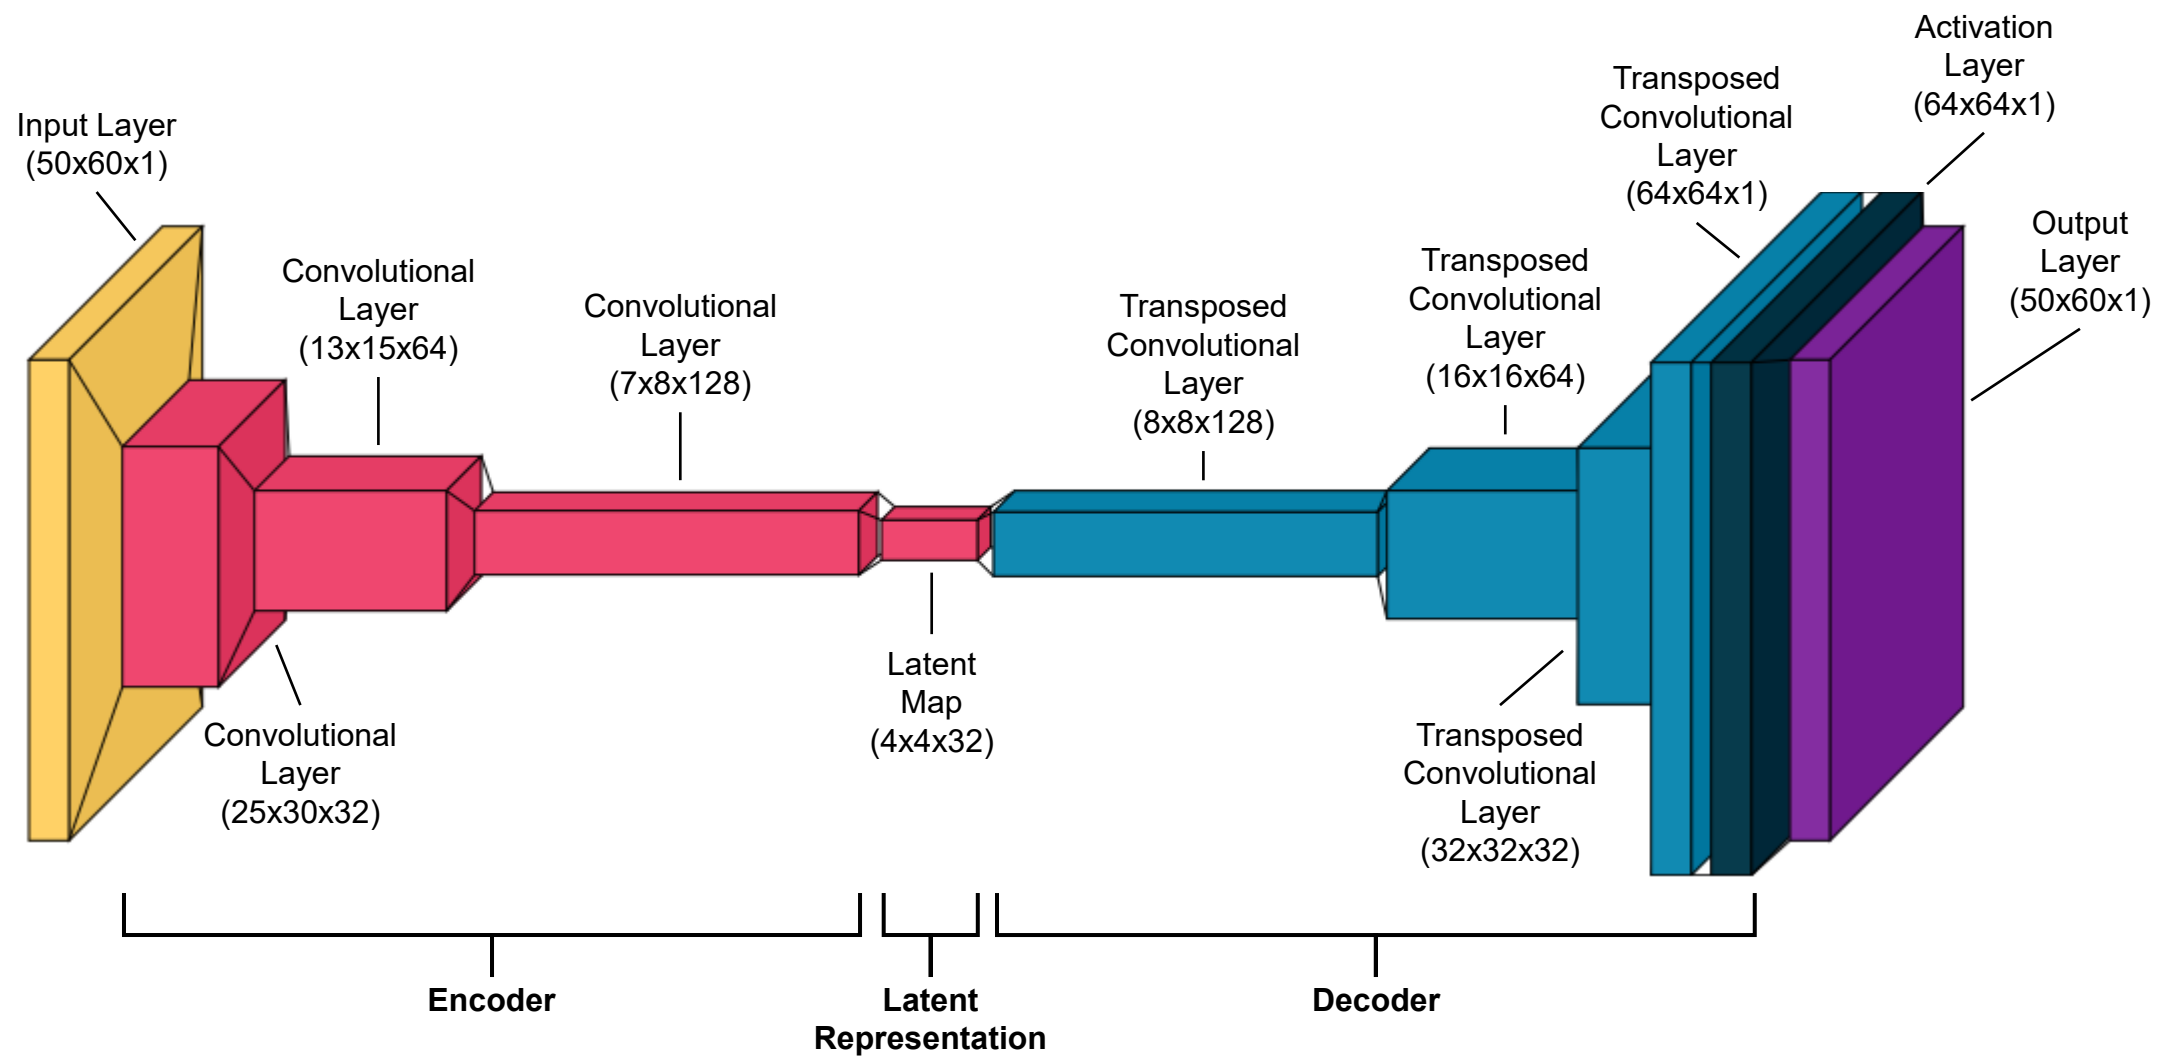 Input Layer
(50x60x1)
Convolutional
Layer
(25x30x32)
Convolutional
Layer
(13x15x64)
Convolutional
Layer
(7x8x128)
Latent
Map
(4x4x32)
Transposed
Convolutional
Layer
(8x8x128)
Transposed
Convolutional
Layer
(16x16x64)
Transposed
Convolutional
Layer
(32x32x32)
Transposed
Convolutional
Layer
(64x64x1)
Activation
Layer
(64x64x1)
Output
Layer
(50x60x1)
Encoder
Latent
Representation
Decoder